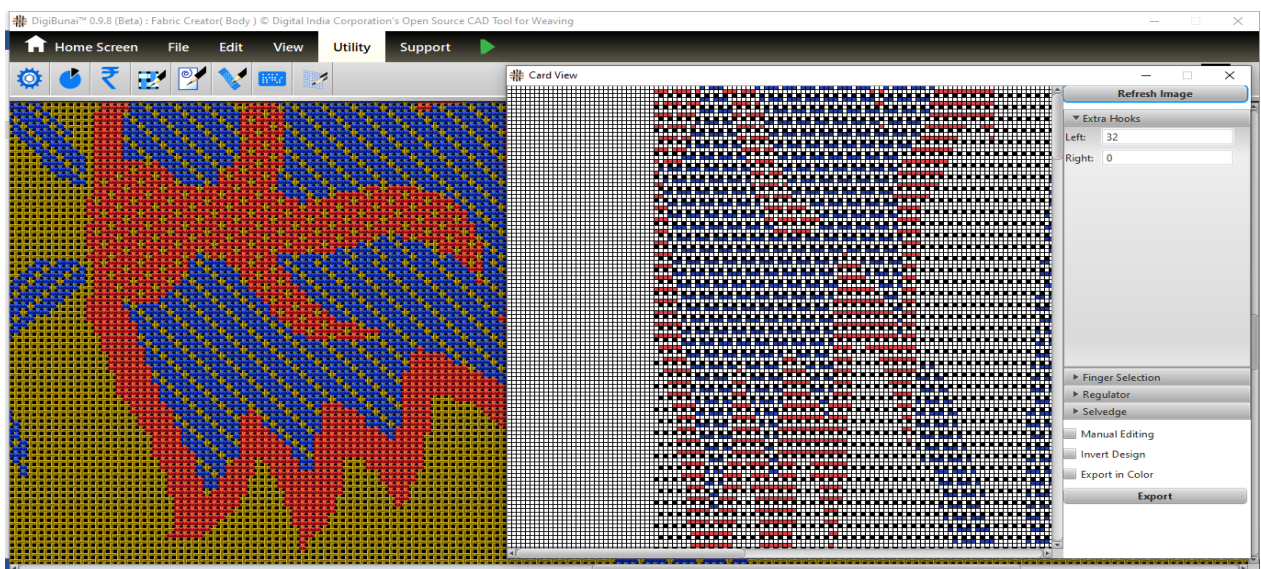 DigiBunai™ 0.9.8 (Beta) : Fabric Creator( Body ) © Digital India Corporation's Open Source CAD Tool for Weaving
Home Screen File Edit View Utility Support
Card View
Refresh Image
Extra Hooks
Left: 32
Right: 0
Finger Selection
Regulator
Selvedge
Manual Editing
Invert Design
Export in Color
Export